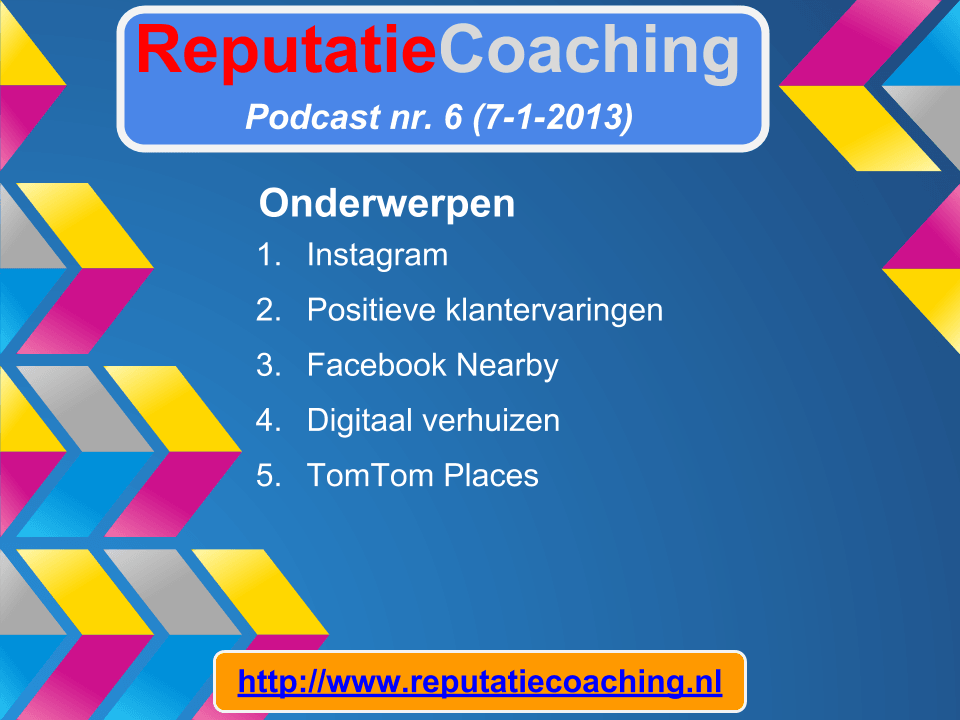 ReputatieCoaching
Podcast nr. 6 (7-1-2013)
Onderwerpen
1. Instagram
2. Positieve klantervaringen
3. Facebook Nearby
4. Digitaal verhuizen
5. TomTom Places
http://www.reputatiecoaching.nl